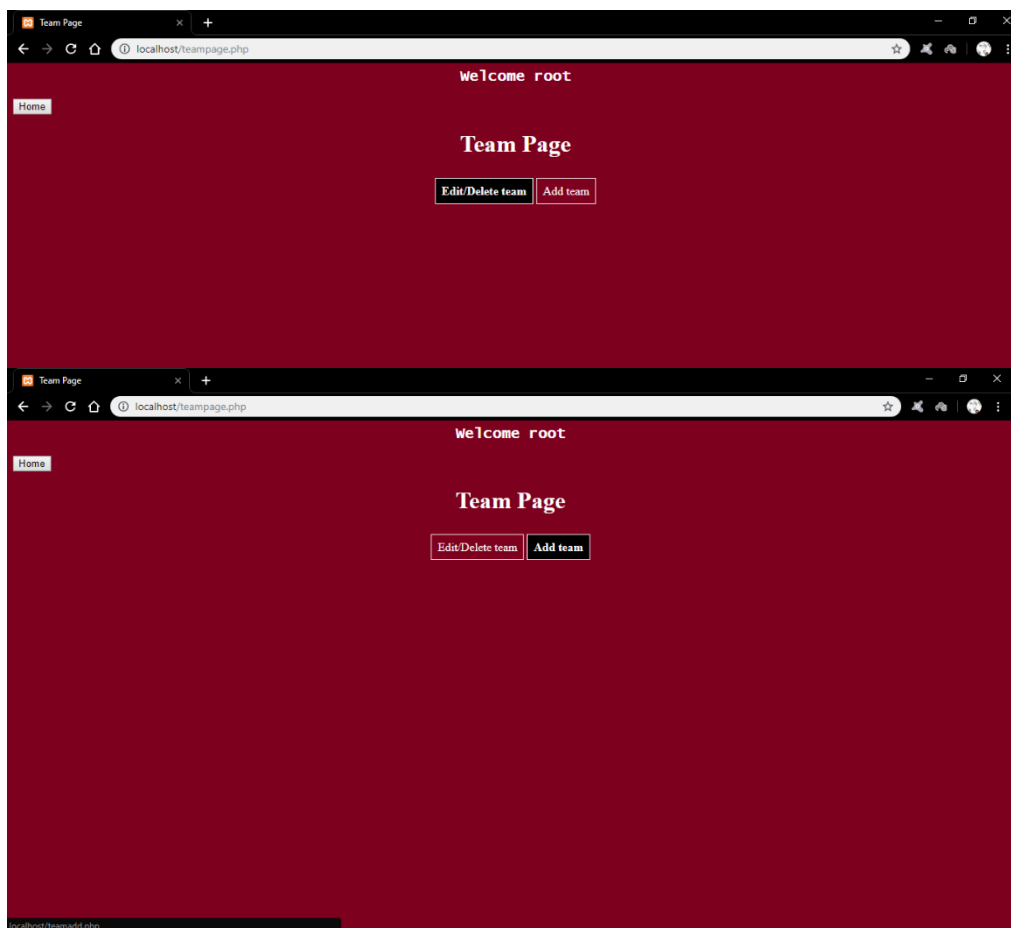 Team Page
localhost/teampage.php
Welcome root
Home
Team Page
Edit/Delete team Add team
Team Page
localhost/teampage.php
Welcome root
Home
Team Page
Edit/Delete team Add team
localhost/teamadd.php